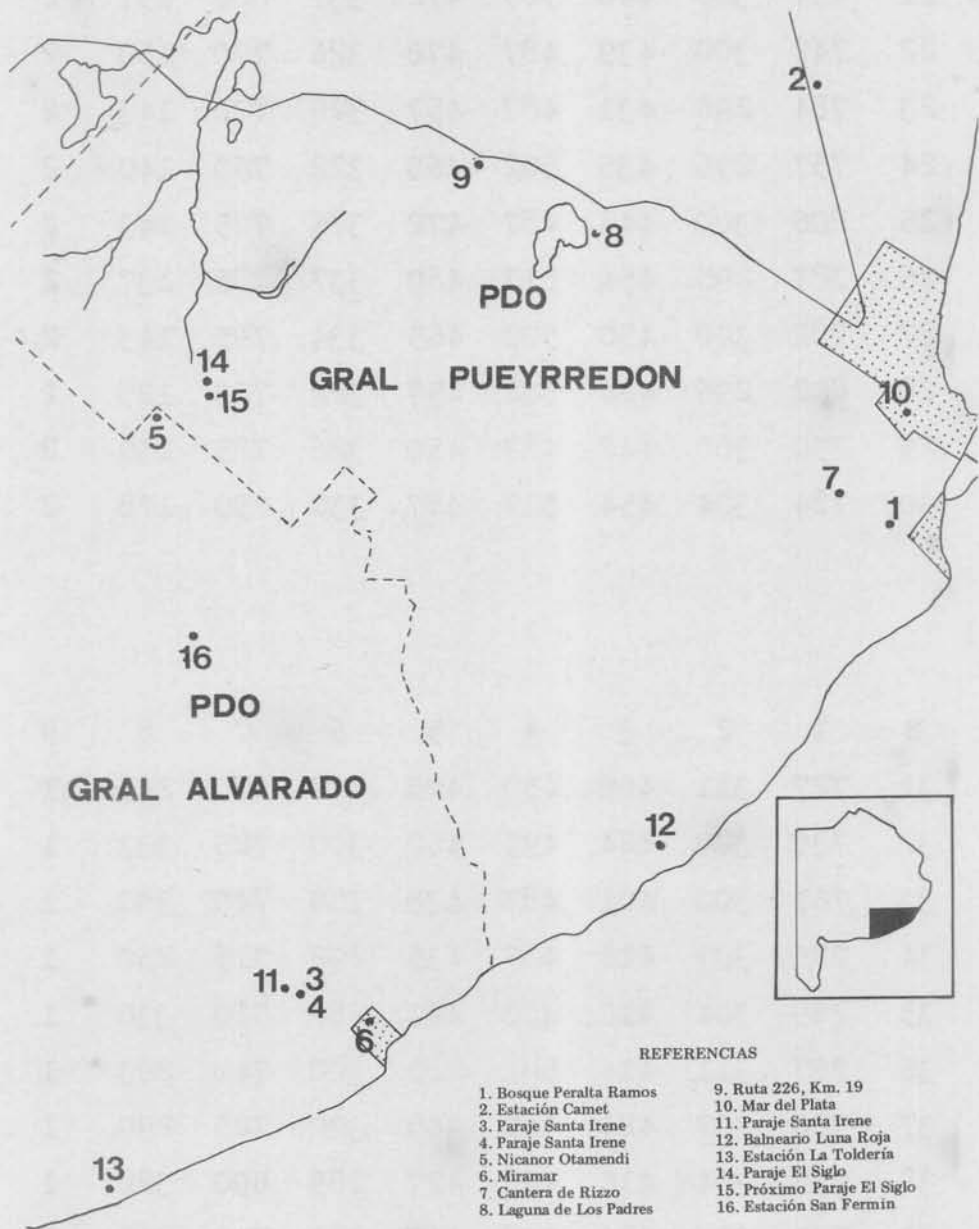 2
9
8
PDO
14
GRAL PUEYRREDON
15
10
5
7
1
16
PDO
GRAL ALVARADO
12
11 3
4
6
13
REFERENCIAS
1. Bosque Peralta Ramos
2. Estación Camet
3. Paraje Santa Irene
4. Paraje Santa Irene
5. Nicanor Otamendi
6. Miramar
7. Cantera de Rizzo
8. Laguna de Los Padres
9. Ruta 226, Km. 19
10. Mar del Plata
11. Paraje Santa Irene
12. Balneario Luna Roja
13. Estación La Toldería
14. Paraje El Siglo
15. Próximo Paraje El Siglo
16. Estación San Fermín